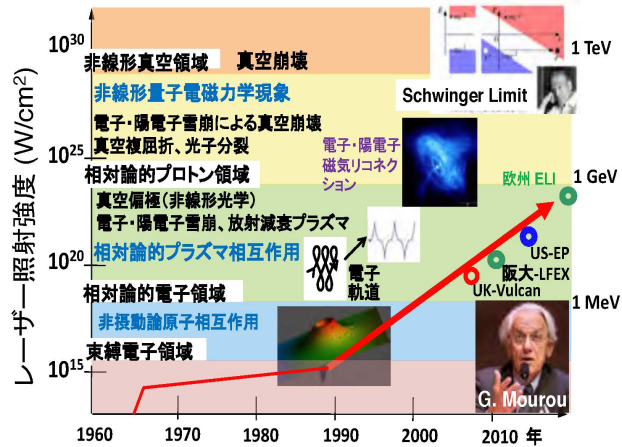 レーザー照射強度 (W/cm²)
10³⁰
10²⁵
10²⁰
10¹⁵
1 TeV
1 GeV
1 MeV
非線形真空領域 真空崩壊
非線形量子電磁力学現象
Schwinger Limit
電子・陽電子雪崩による真空崩壊
真空複屈折、光子分裂
電子・陽電子
磁気リコネク
ション
相対論的プロトン領域
欧州 ELI
真空偏極（非線形光学）
電子・陽電子雪崩、放射減衰プラズマ
相対論的プラズマ相互作用
電子
軌道
US-EP
阪大-LFEX
UK-Vulcan
相対論的電子領域
非摂動論原子相互作用
束縛電子領域
G. Mourou
1960 1970 1980 1990 2000 2010 年